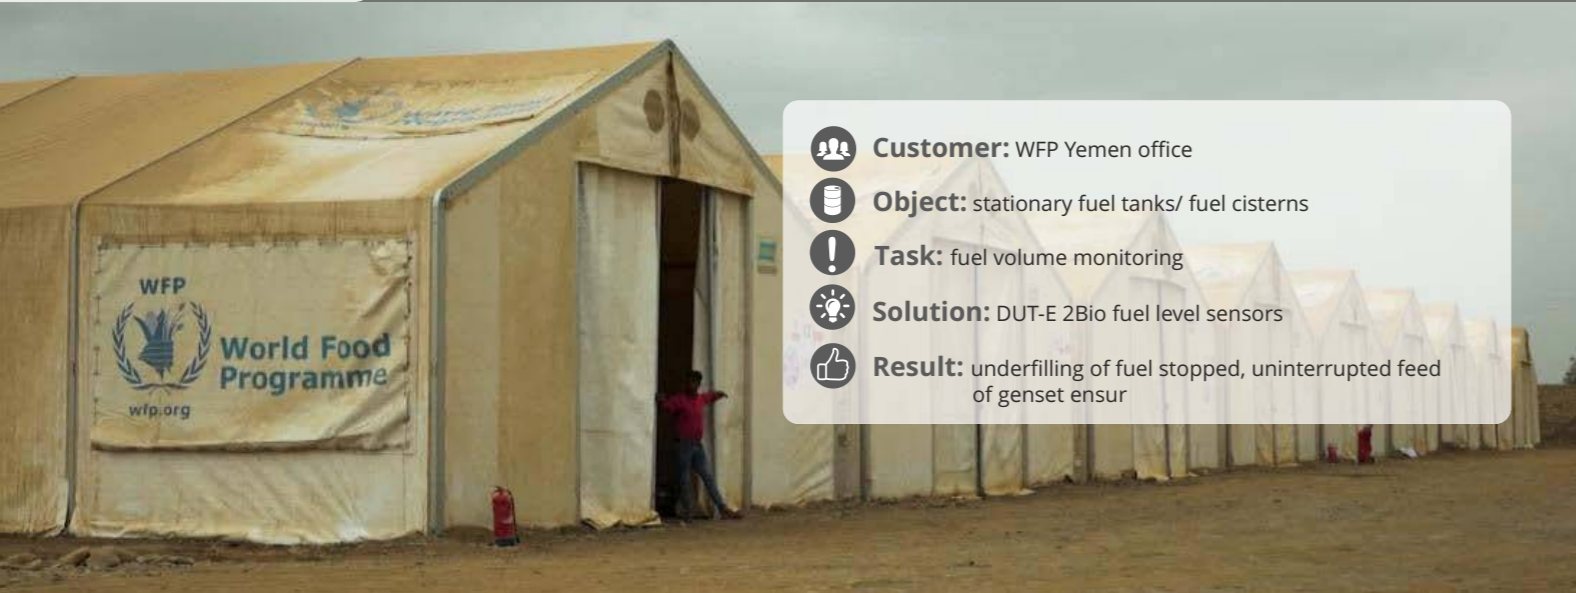 WFP
World Food
Programme
wfp.org
Customer: WFP Yemen office
Object: stationary fuel tanks/ fuel cisterns
Task: fuel volume monitoring
Solution: DUT-E 2Bio fuel level sensors
Result: underfilling of fuel stopped, uninterrupted feed
of genset ensur